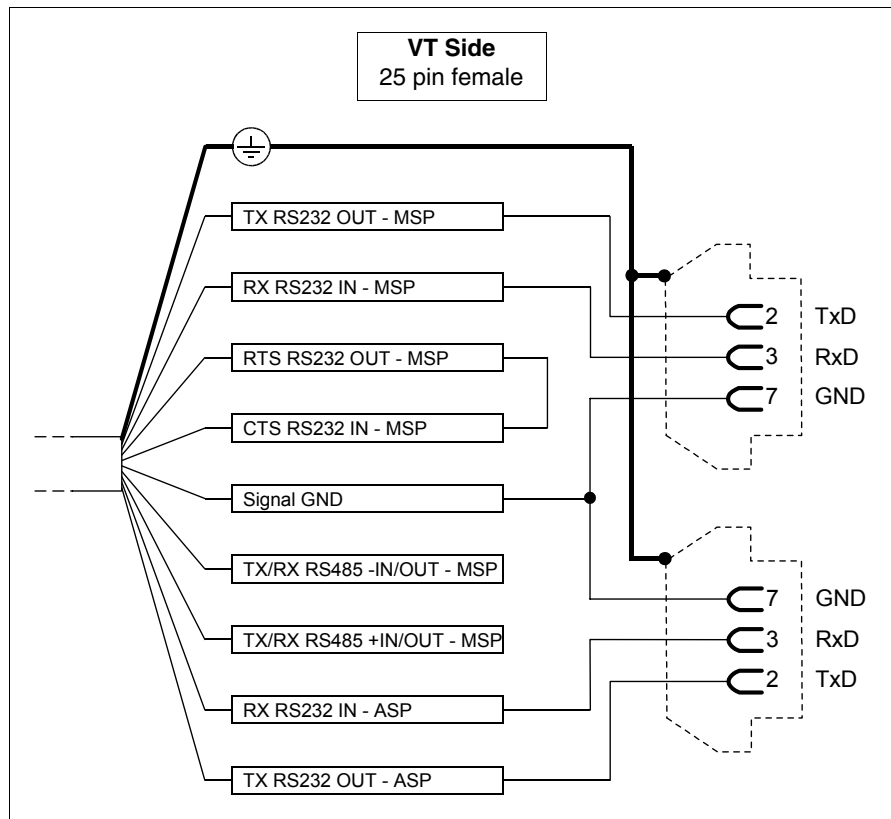 VT Side
25 pin female
TX RS232 OUT - MSP
RX RS232 IN - MSP
RTS RS232 OUT - MSP
CTS RS232 IN - MSP
Signal GND
TX/RX RS485 -IN/OUT - MSP
TX/RX RS485 +IN/OUT - MSP
RX RS232 IN - ASP
TX RS232 OUT - ASP
2 TxD
3 RxD
7 GND
7 GND
3 RxD
2 TxD